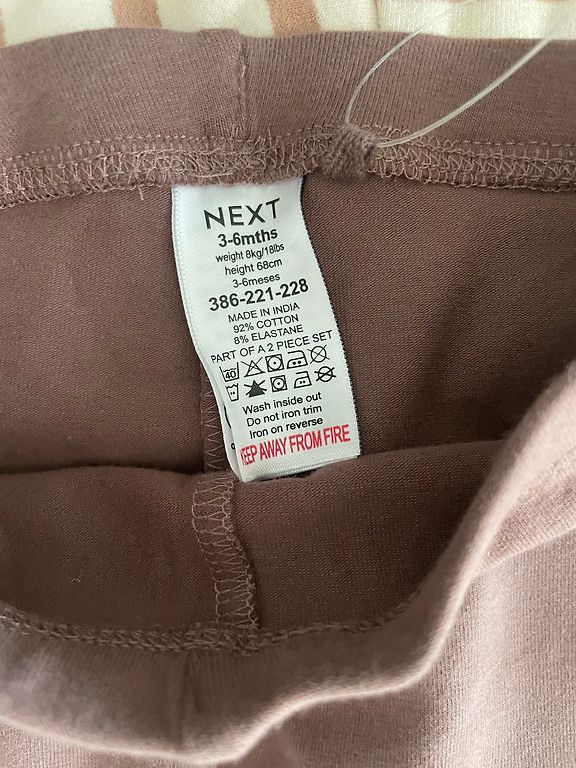 NEXT
3-6mths
weight 8kg/18lbs
height 68cm
3-6meses
386-221-228
MADE IN INDIA
92% COTTON
8% ELASTANE
PART OF A 2 PIECE SET
40
Wash inside out
Do not iron trim
Iron on reverse
KEEP AWAY FROM FIRE